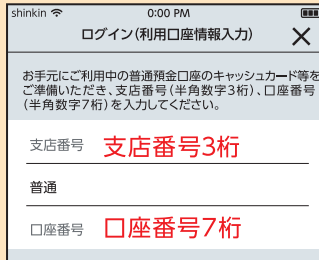 shinkin 0:00 PM
ログイン(利用口座情報入力) ×
お手元にご利用中の普通預金口座のキャッシュカード等を
ご準備いただき、支店番号(半角数字3桁)、口座番号
(半角数字7桁)を入力してください。
支店番号 支店番号3桁
普通
口座番号 口座番号7桁